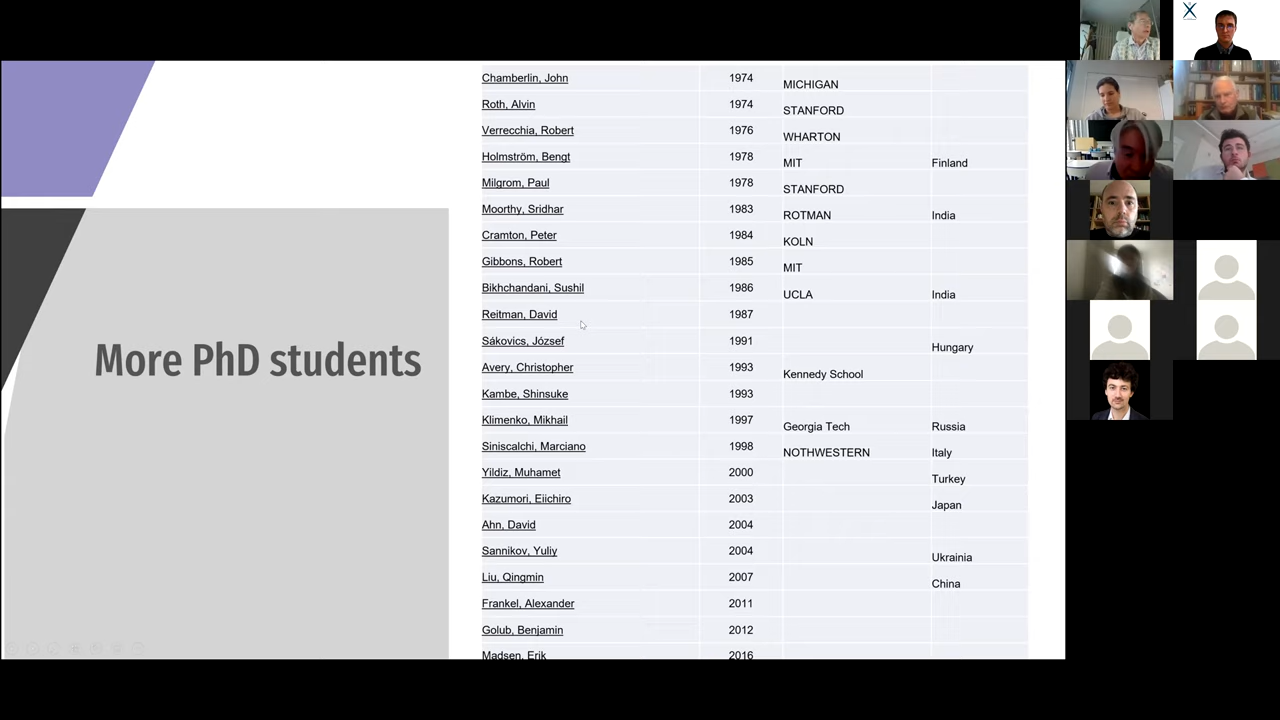 More PhD students
Chamberlin, John 1974 MICHIGAN
Roth, Alvin 1974 STANFORD
Verrecchia, Robert 1976 WHARTON
Holmström, Bengt 1978 MIT Finland
Milgrom, Paul 1978 STANFORD
Moorthy, Sridhar 1983 ROTMAN India
Cramton, Peter 1984 KOLN
Gibbons, Robert 1985 MIT
Bikhchandani, Sushil 1986 UCLA India
Reitman, David 1987
Sákovics, József 1991 Hungary
Avery, Christopher 1993 Kennedy School
Kambe, Shinsuke 1993
Klimenko, Mikhail 1997 Georgia Tech Russia
Siniscalchi, Marciano 1998 NOTHWESTERN Italy
Yildiz, Muhamet 2000 Turkey
Kazumori, Eiichiro 2003 Japan
Ahn, David 2004
Sannikov, Yuliy 2004 Ukrainia
Liu, Qingmin 2007 China
Frankel, Alexander 2011
Golub, Benjamin 2012
Madsen, Erik 2016